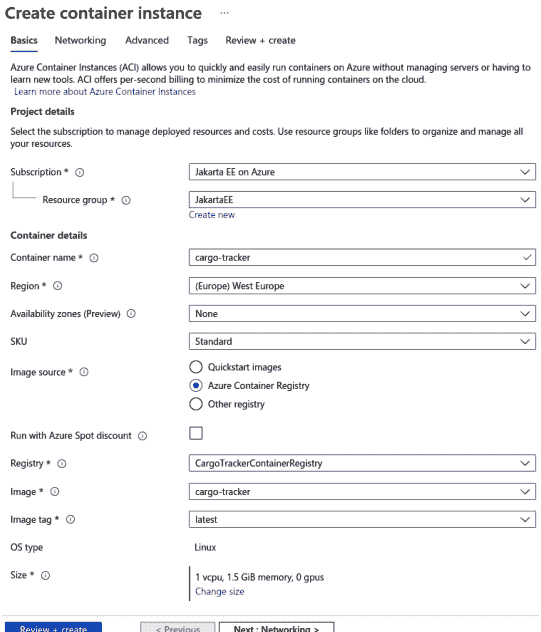 Create container instance ...
Basics Networking Advanced Tags Review + create
Azure Container Instances (ACI) allows you to quickly and easily run containers on Azure without managing servers or having to
learn new tools. ACI offers per-second billing to minimize the cost of running containers on the cloud.
Learn more about Azure Container Instances
Project details
Select the subscription to manage deployed resources and costs. Use resource groups like folders to organize and manage all
your resources.
Subscription * Jakarta EE on Azure
Resource group * JakartaEE
Create new
Container details
Container name * cargo-tracker
Region * (Europe) West Europe
Availability zones (Preview) None
SKU Standard
Image source * Quickstart images
Azure Container Registry
Other registry
Run with Azure Spot discount
Registry * CargoTrackerContainerRegistry
Image * cargo-tracker
Image tag * latest
OS type Linux
Size * 1 vcpu, 1.5 GiB memory, 0 gpus
Change size
Review + create < Previous Next : Networking >